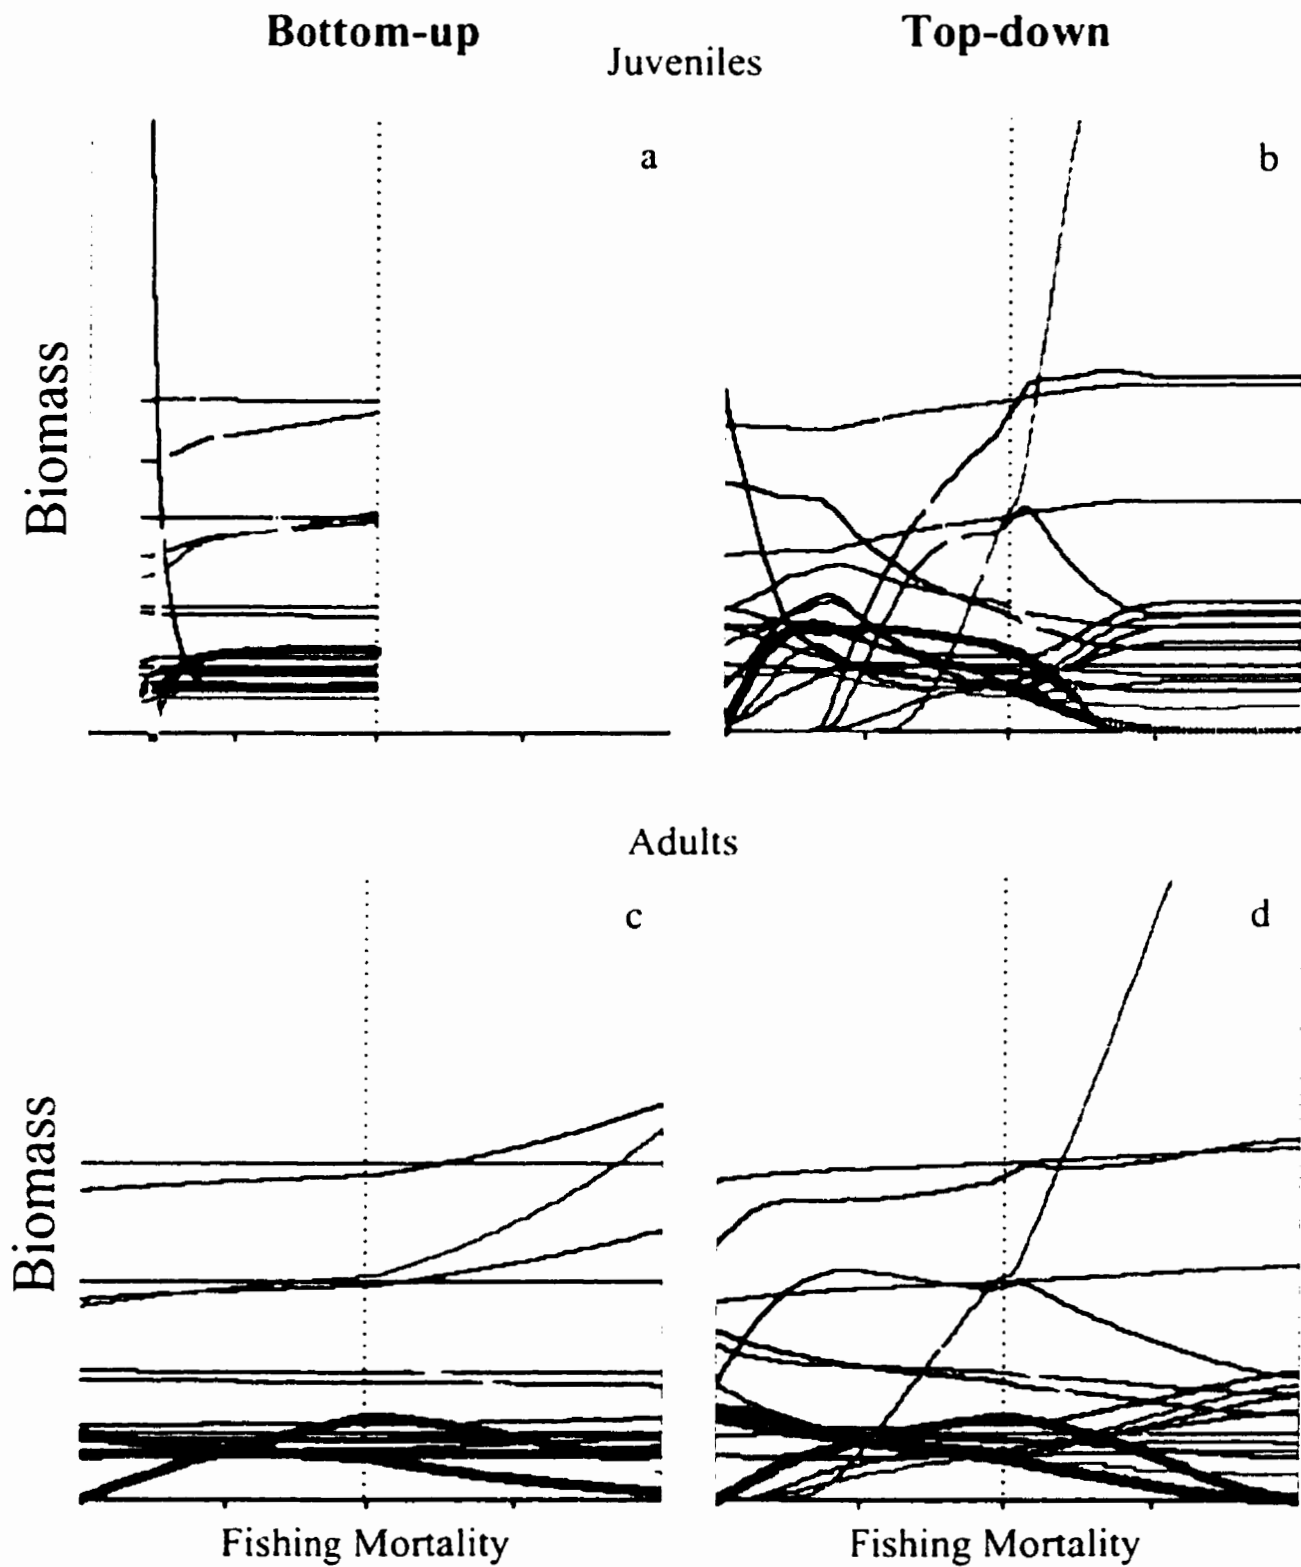 Bottom-up
Top-down
Juveniles
a
b
Biomass
Adults
c
d
Biomass
Fishing Mortality
Fishing Mortality